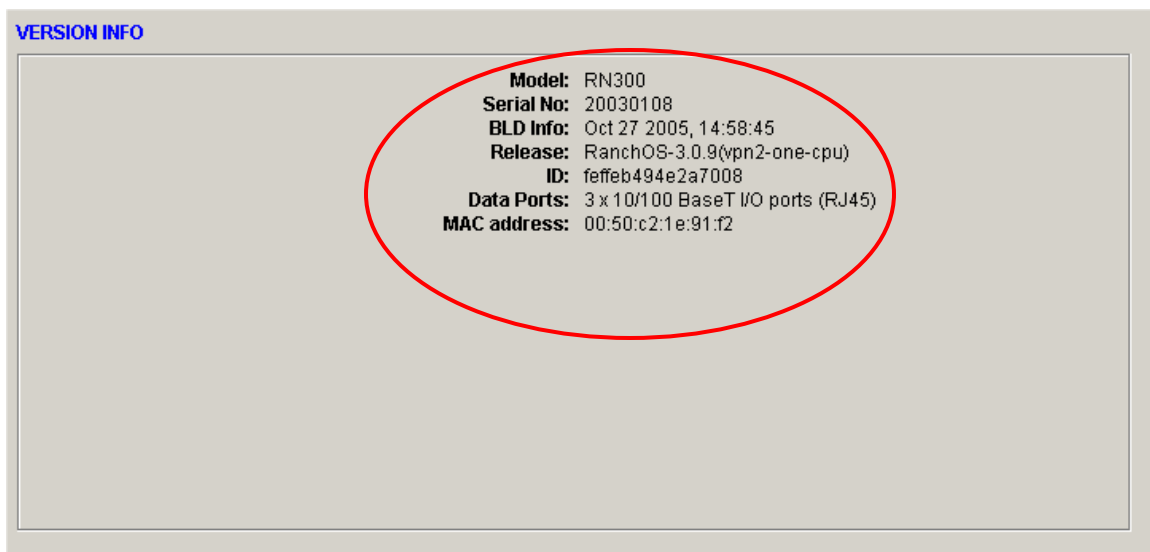 VERSION INFO
Model: RN300
Serial No: 20030108
BLD Info: Oct 27 2005, 14:58:45
Release: RanchOS-3.0.9(vpn2-one-cpu)
ID: feffeb494e2a7008
Data Ports: 3 x 10/100 BaseT I/O ports (RJ45)
MAC address: 00:50:c2:1e:91:f2